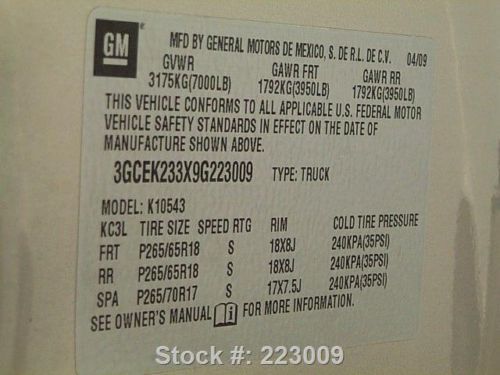 GM
MFD BY GENERAL MOTORS DE MEXICO, S. DE R.L. DE C.V. 04/09
GVWR GAWR FRT GAWR RR
3175KG(7000LB) 1792KG(3950LB) 1792KG(3950LB)
THIS VEHICLE CONFORMS TO ALL APPLICABLE U.S. FEDERAL MOTOR
VEHICLE SAFETY STANDARDS IN EFFECT ON THE DATE OF
MANUFACTURE SHOWN ABOVE.
3GCEK233X9G223009 TYPE: TRUCK
MODEL: K10543
KC3L TIRE SIZE SPEED RTG RIM COLD TIRE PRESSURE
FRT P265/65R18 S 18X8J 240KPA(35PSI)
RR P265/65R18 S 18X8J 240KPA(35PSI)
SPA P265/70R17 S 17X7.5J 240KPA(35PSI)
SEE OWNER'S MANUAL i FOR MORE INFORMATION.
Stock #: 223009